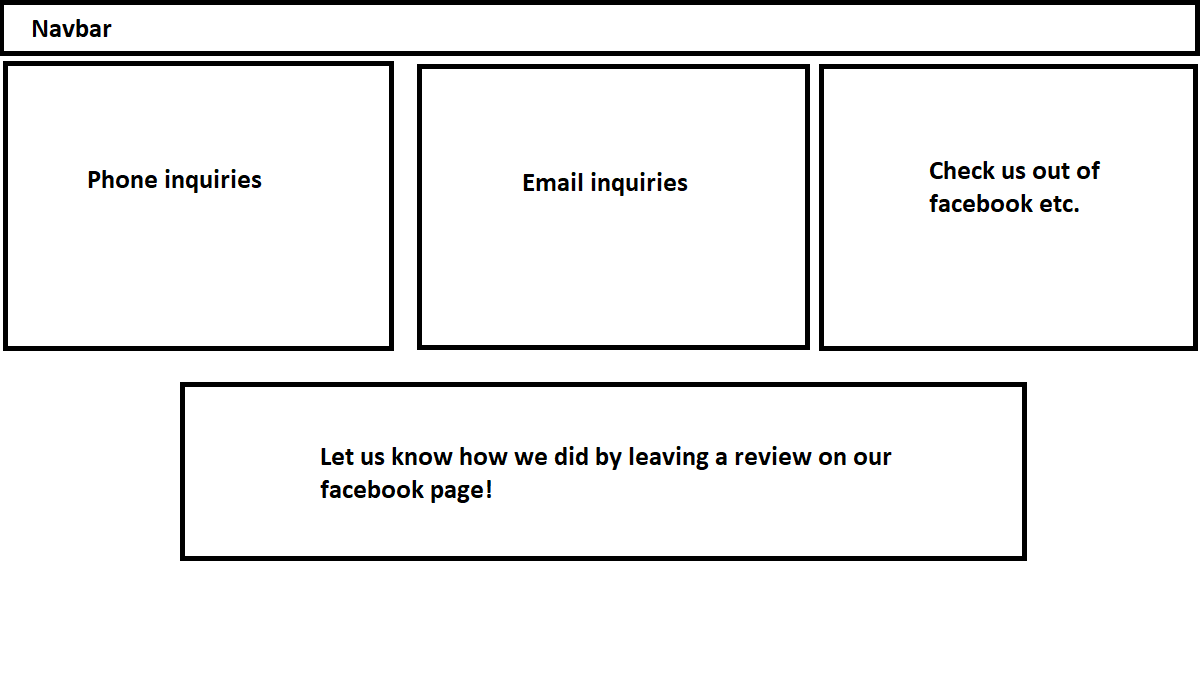 Navbar
Phone inquiries
Email inquiries
Check us out of
facebook etc.
Let us know how we did by leaving a review on our
facebook page!